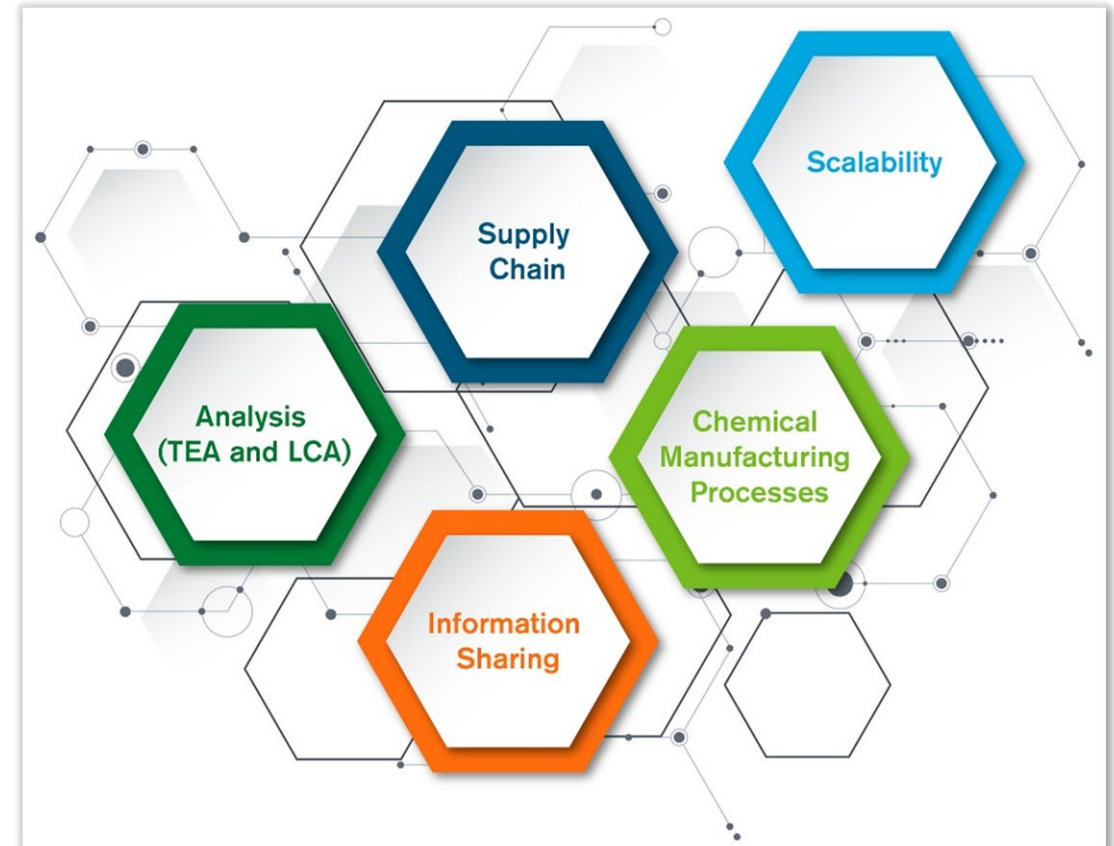 Scalability
Supply
Chain
Analysis
(TEA and LCA)
Chemical
Manufacturing
Processes
Information
Sharing